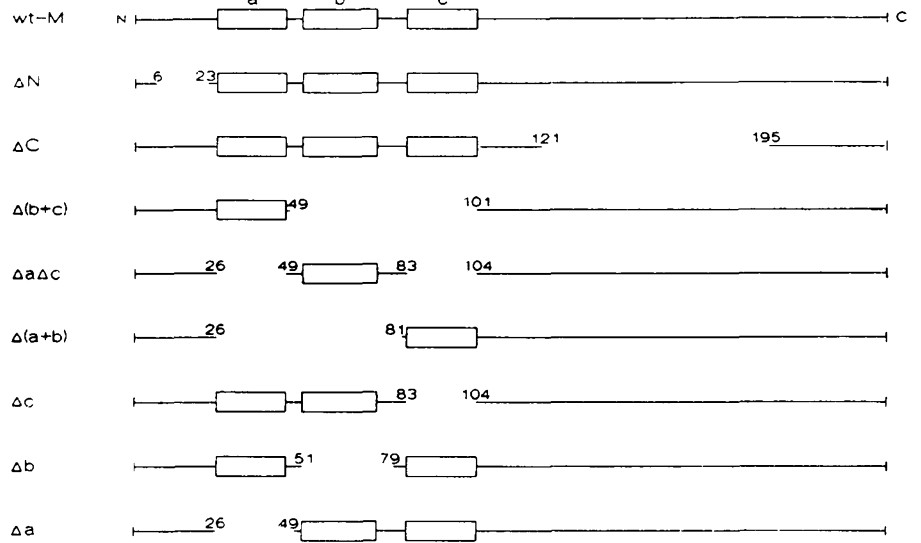 a b c
wt-M N C
ΔN 6 23
ΔC 121 195
Δ(b+c) 49 101
ΔaΔc 26 49 83 104
Δ(a+b) 26 81
Δc 83 104
Δb 51 79
Δa 26 49